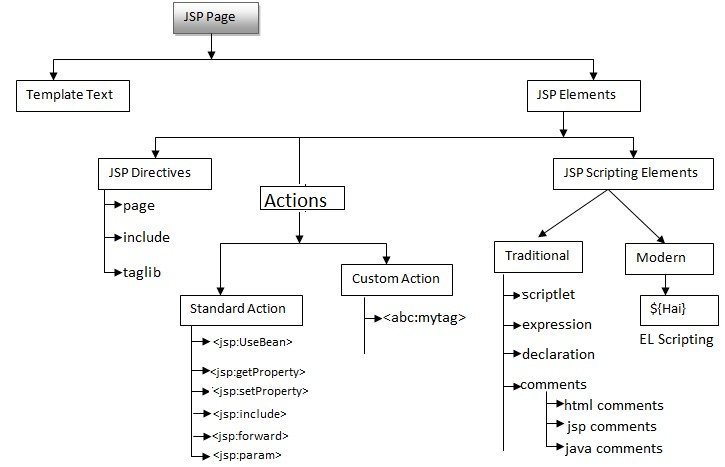 JSP Page
Template Text
JSP Elements
JSP Directives
page
include
taglib
Actions
Standard Action
<jsp:UseBean>
<jsp:getProperty>
<jsp:setProperty>
<jsp:include>
<jsp:forward>
<jsp:param>
Custom Action
<abc:mytag>
JSP Scripting Elements
Traditional
scriptlet
expression
declaration
comments
html comments
jsp comments
java comments
Modern
${Hai}
EL Scripting